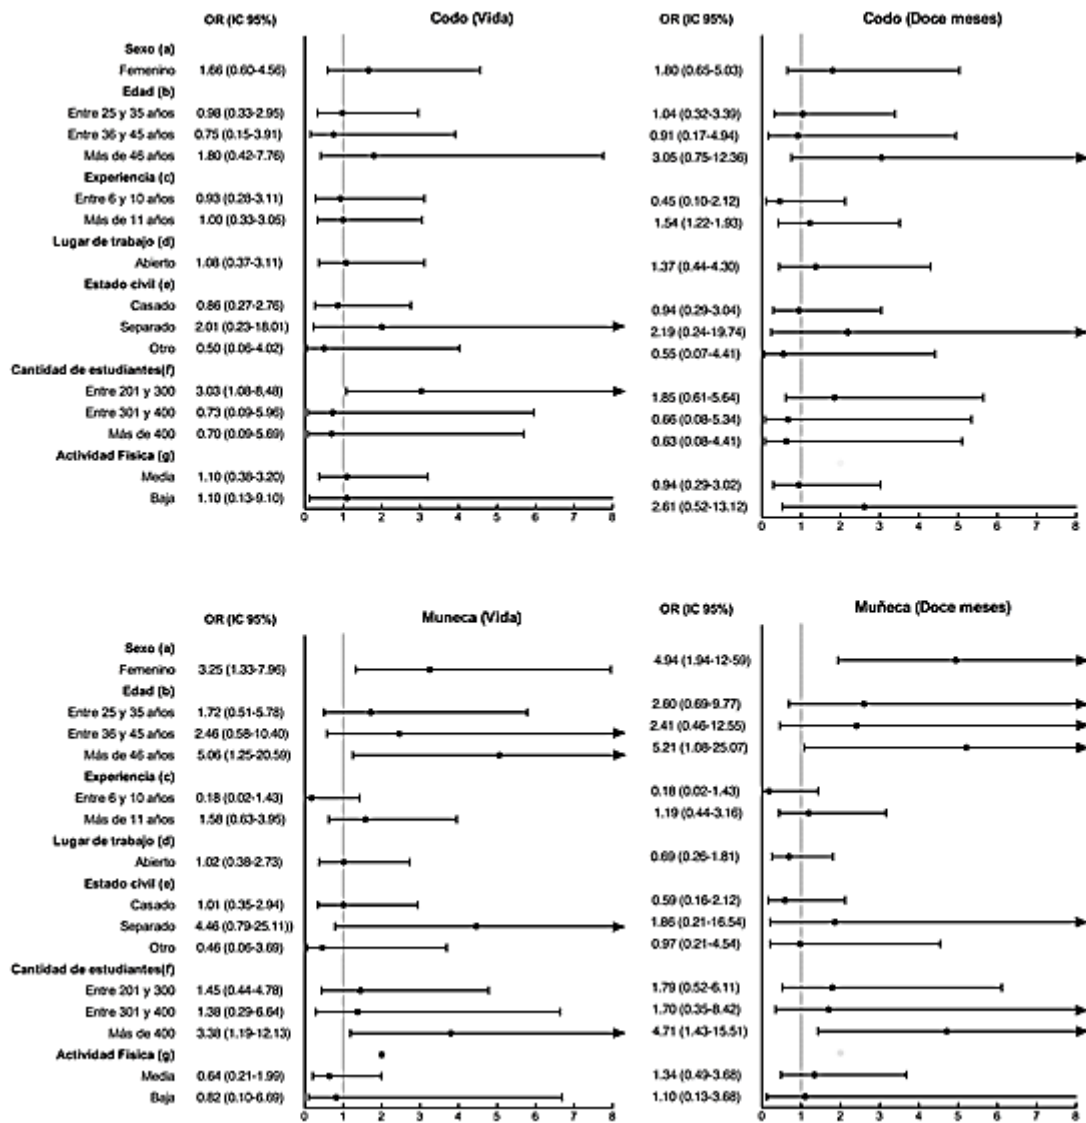 OR (IC 95%) Codo (Vida) OR (IC 95%) Codo (Doce meses)
Sexo (a)
Femenino 1.66 (0.60-4.56) 1.80 (0.65-5.03)
Edad (b)
Entre 25 y 35 años 0.98 (0.33-2.95) 1.04 (0.32-3.39)
Entre 36 y 45 años 0.75 (0.15-3.91) 0.91 (0.17-4.94)
Más de 46 años 1.80 (0.42-7.76) 3.05 (0.75-12.36)
Experiencia (c)
Entre 6 y 10 años 0.93 (0.28-3.11) 0.45 (0.10-2.12)
Más de 11 años 1.00 (0.33-3.05) 1.54 (1.22-1.93)
Lugar de trabajo (d)
Abierto 1.08 (0.37-3.11) 1.37 (0.44-4.30)
Estado civil (e)
Casado 0.86 (0.27-2.76) 0.94 (0.29-3.04)
Separado 2.01 (0.23-18.01) 2.19 (0.24-19.74)
Otro 0.50 (0.06-4.02) 0.55 (0.07-4.41)
Cantidad de estudiantes(f)
Entre 201 y 300 3.03 (1.08-8.48) 1.85 (0.61-5.64)
Entre 301 y 400 0.73 (0.09-5.96) 0.66 (0.08-5.34)
Más de 400 0.70 (0.09-5.69) 0.63 (0.08-4.41)
Actividad Física (g)
Media 1.10 (0.38-3.20) 0.94 (0.29-3.02)
Baja 1.10 (0.13-9.10) 2.61 (0.52-13.12)
0 1 2 3 4 5 6 7 8 0 1 2 3 4 5 6 7 8
OR (IC 95%) Muneca (Vida) OR (IC 95%) Muñeca (Doce meses)
Sexo (a)
Femenino 3.25 (1.33-7.96) 4.94 (1.94-12-59)
Edad (b)
Entre 25 y 35 años 1.72 (0.51-5.78) 2.60 (0.69-9.77)
Entre 36 y 45 años 2.46 (0.58-10.40) 2.41 (0.46-12.55)
Más de 46 años 5.06 (1.25-20.59) 5.21 (1.08-25.07)
Experiencia (c)
Entre 6 y 10 años 0.18 (0.02-1.43) 0.18 (0.02-1.43)
Más de 11 años 1.58 (0.63-3.95) 1.19 (0.44-3.16)
Lugar de trabajo (d)
Abierto 1.02 (0.38-2.73) 0.69 (0.26-1.81)
Estado civil (e)
Casado 1.01 (0.35-2.94) 0.59 (0.16-2.12)
Separado 4.46 (0.79-25.11)) 1.86 (0.21-16.54)
Otro 0.46 (0.06-3.69) 0.97 (0.21-4.54)
Cantidad de estudiantes(f)
Entre 201 y 300 1.45 (0.44-4.78) 1.79 (0.52-6.11)
Entre 301 y 400 1.38 (0.29-6.64) 1.70 (0.35-8.42)
Más de 400 3.38 (1.19-12.13) 4.71 (1.43-15.51)
Actividad Física (g)
Media 0.64 (0.21-1.99) 1.34 (0.49-3.68)
Baja 0.82 (0.10-6.69) 1.10 (0.13-3.68)
0 1 2 3 4 5 6 7 8 0 1 2 3 4 5 6 7 8